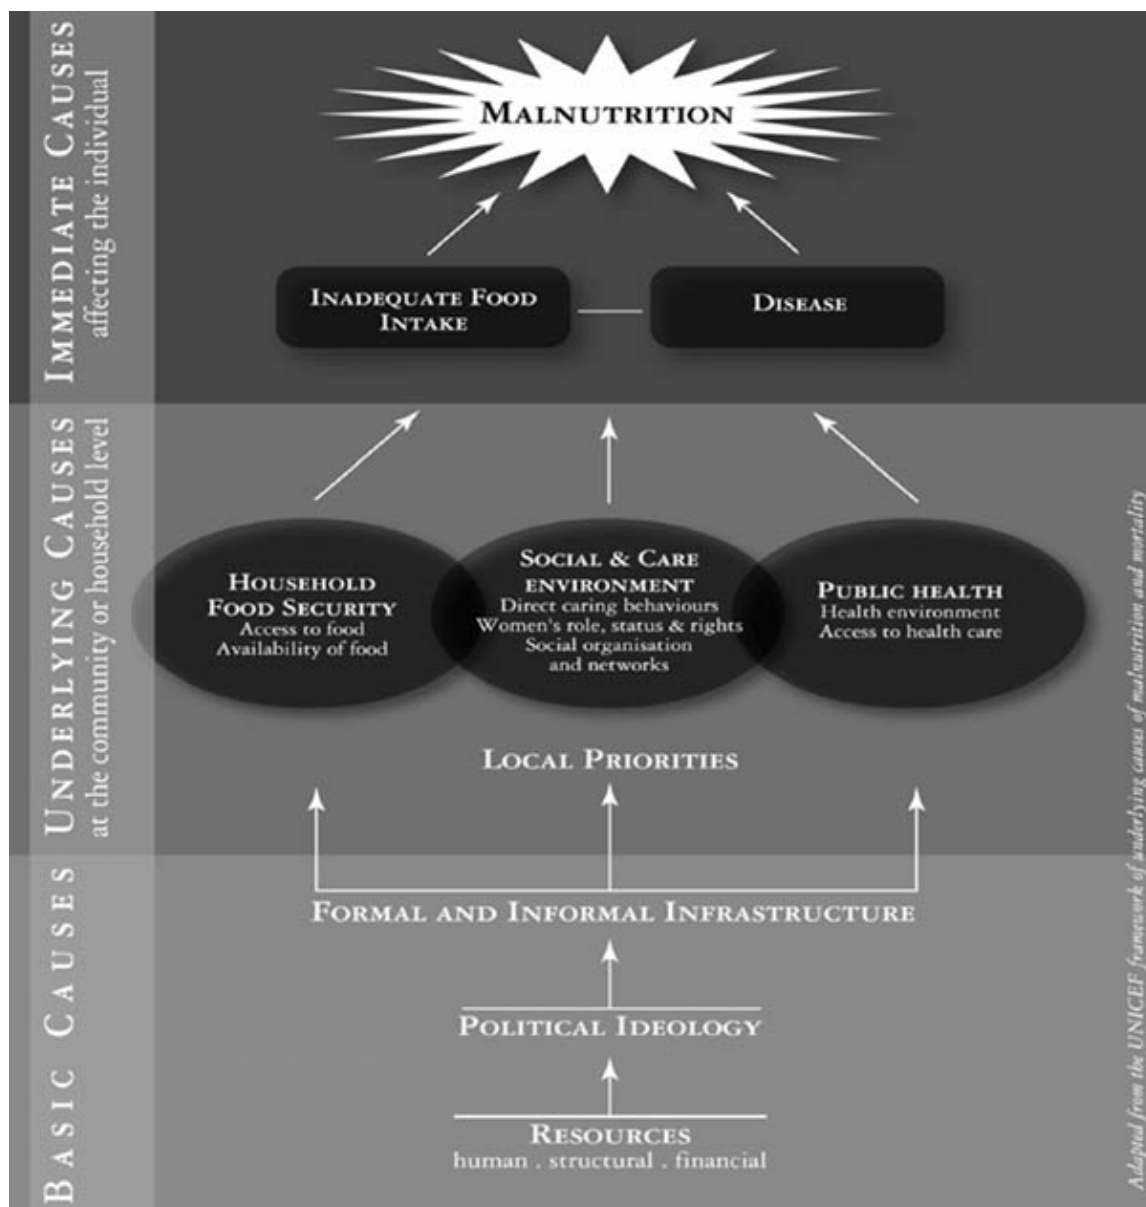 IMMEDIATE CAUSES
affecting the individual
MALNUTRITION
INADEQUATE FOOD
INTAKE
DISEASE
UNDERLYING CAUSES
at the community or household level
HOUSEHOLD
FOOD SECURITY
Access to food
Availability of food
SOCIAL & CARE
ENVIRONMENT
Direct caring behaviours
Women's role, status & rights
Social organisation
and networks
PUBLIC HEALTH
Health environment
Access to health care
LOCAL PRIORITIES
BASIC CAUSES
FORMAL AND INFORMAL INFRASTRUCTURE
POLITICAL IDEOLOGY
RESOURCES
human . structural . financial
Adapted from the UNICEF framework of underlying causes of malnutrition and mortality